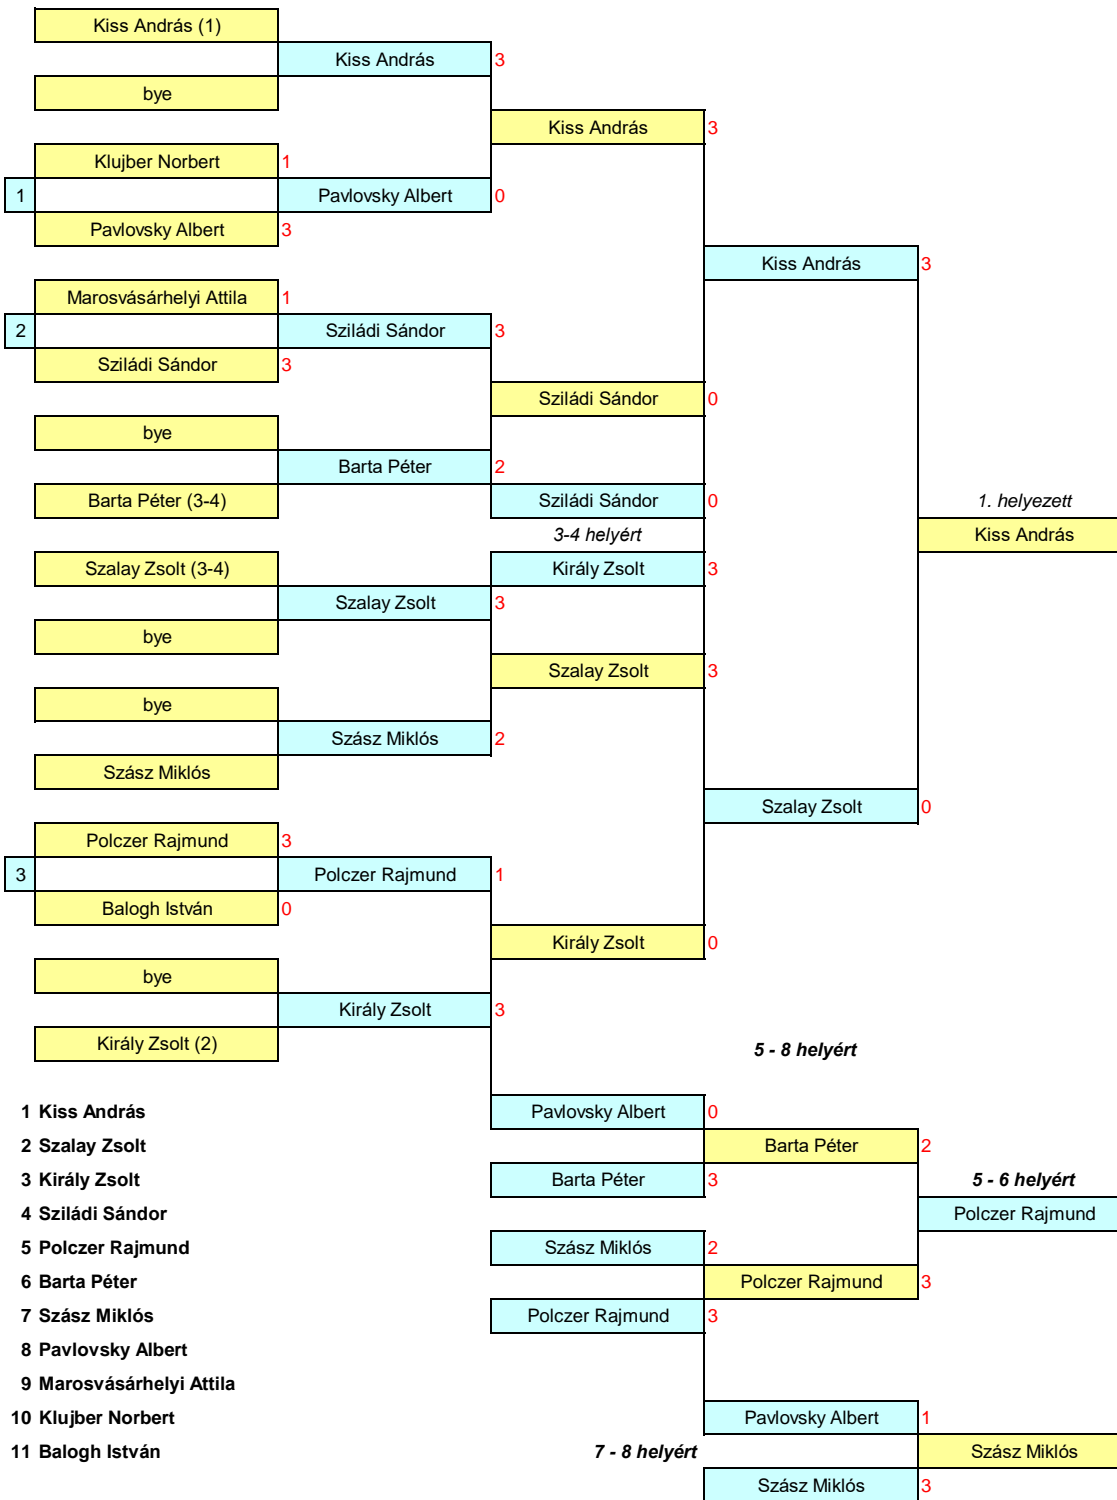 Kiss András (1)
Kiss András 3
bye
Kiss András 3
Klujber Norbert 1
1 Pavlovsky Albert 0
Pavlovsky Albert 3
Kiss András 3
Marosvásárhelyi Attila 1
2 Sziládi Sándor 3
Sziládi Sándor 3
Sziládi Sándor 0
bye
Barta Péter 2
Barta Péter (3-4) Sziládi Sándor 0 1. helyezett
3-4 helyért Kiss András
Szalay Zsolt (3-4) Király Zsolt 3
Szalay Zsolt 3
bye
Szalay Zsolt 3
bye
Szász Miklós 2
Szász Miklós
Szalay Zsolt 0
Polczer Rajmund 3
3 Polczer Rajmund 1
Balogh István 0
Király Zsolt 0
bye
Király Zsolt 3
Király Zsolt (2) 5 - 8 helyért
1 Kiss András Pavlovsky Albert 0
2 Szalay Zsolt Barta Péter 2
3 Király Zsolt Barta Péter 3 5 - 6 helyért
4 Sziládi Sándor Polczer Rajmund
5 Polczer Rajmund Szász Miklós 2
6 Barta Péter Polczer Rajmund 3
7 Szász Miklós Polczer Rajmund 3
8 Pavlovsky Albert
9 Marosvásárhelyi Attila
10 Klujber Norbert Pavlovsky Albert 1
11 Balogh István 7 - 8 helyért Szász Miklós
Szász Miklós 3